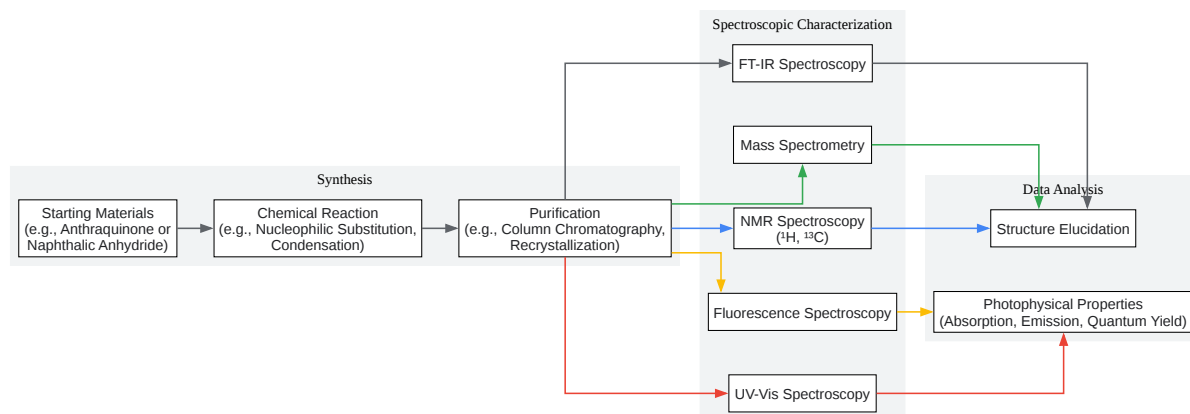 Spectroscopic Characterization
FT-IR Spectroscopy
Mass Spectrometry
Synthesis
Data Analysis
Starting Materials
(e.g., Anthraquinone or
Naphthalic Anhydride)
Chemical Reaction
(e.g., Nucleophilic Substitution,
Condensation)
Purification
(e.g., Column Chromatography,
Recrystallization)
NMR Spectroscopy
(¹H, ¹³C)
Structure Elucidation
Fluorescence Spectroscopy
Photophysical Properties
(Absorption, Emission, Quantum Yield)
UV-Vis Spectroscopy